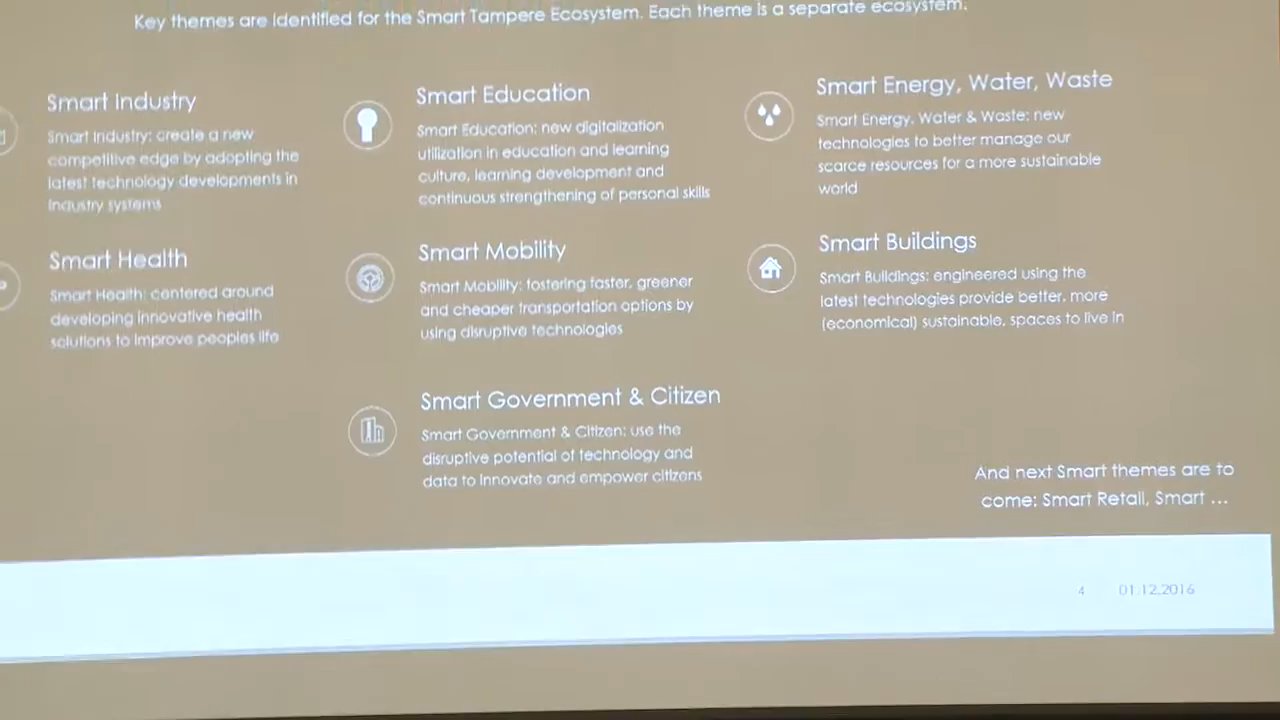 Key themes are identified for the Smart Tampere Ecosystem. Each theme is a separate ecosystem.
Smart Industry
Smart Industry: create a new
competitive edge by adopting the
latest technology developments in
industry systems
Smart Education
Smart Education: new digitalization
utilization in education and learning
culture, learning development and
continuous strengthening of personal skills
Smart Energy, Water, Waste
Smart Energy, Water & Waste: new
technologies to better manage our
scarce resources for a more sustainable
world
Smart Health
Smart Health: centered around
developing innovative health
solutions to improve peoples life
Smart Mobility
Smart Mobility: fostering faster, greener
and cheaper transportation options by
using disruptive technologies
Smart Buildings
Smart Buildings: engineered using the
latest technologies provide better, more
(economical) sustainable, spaces to live in
Smart Government & Citizen
Smart Government & Citizen: use the
disruptive potential of technology and
data to innovate and empower citizens
And next Smart themes are to
come: Smart Retail, Smart ...
4 01.12.2016